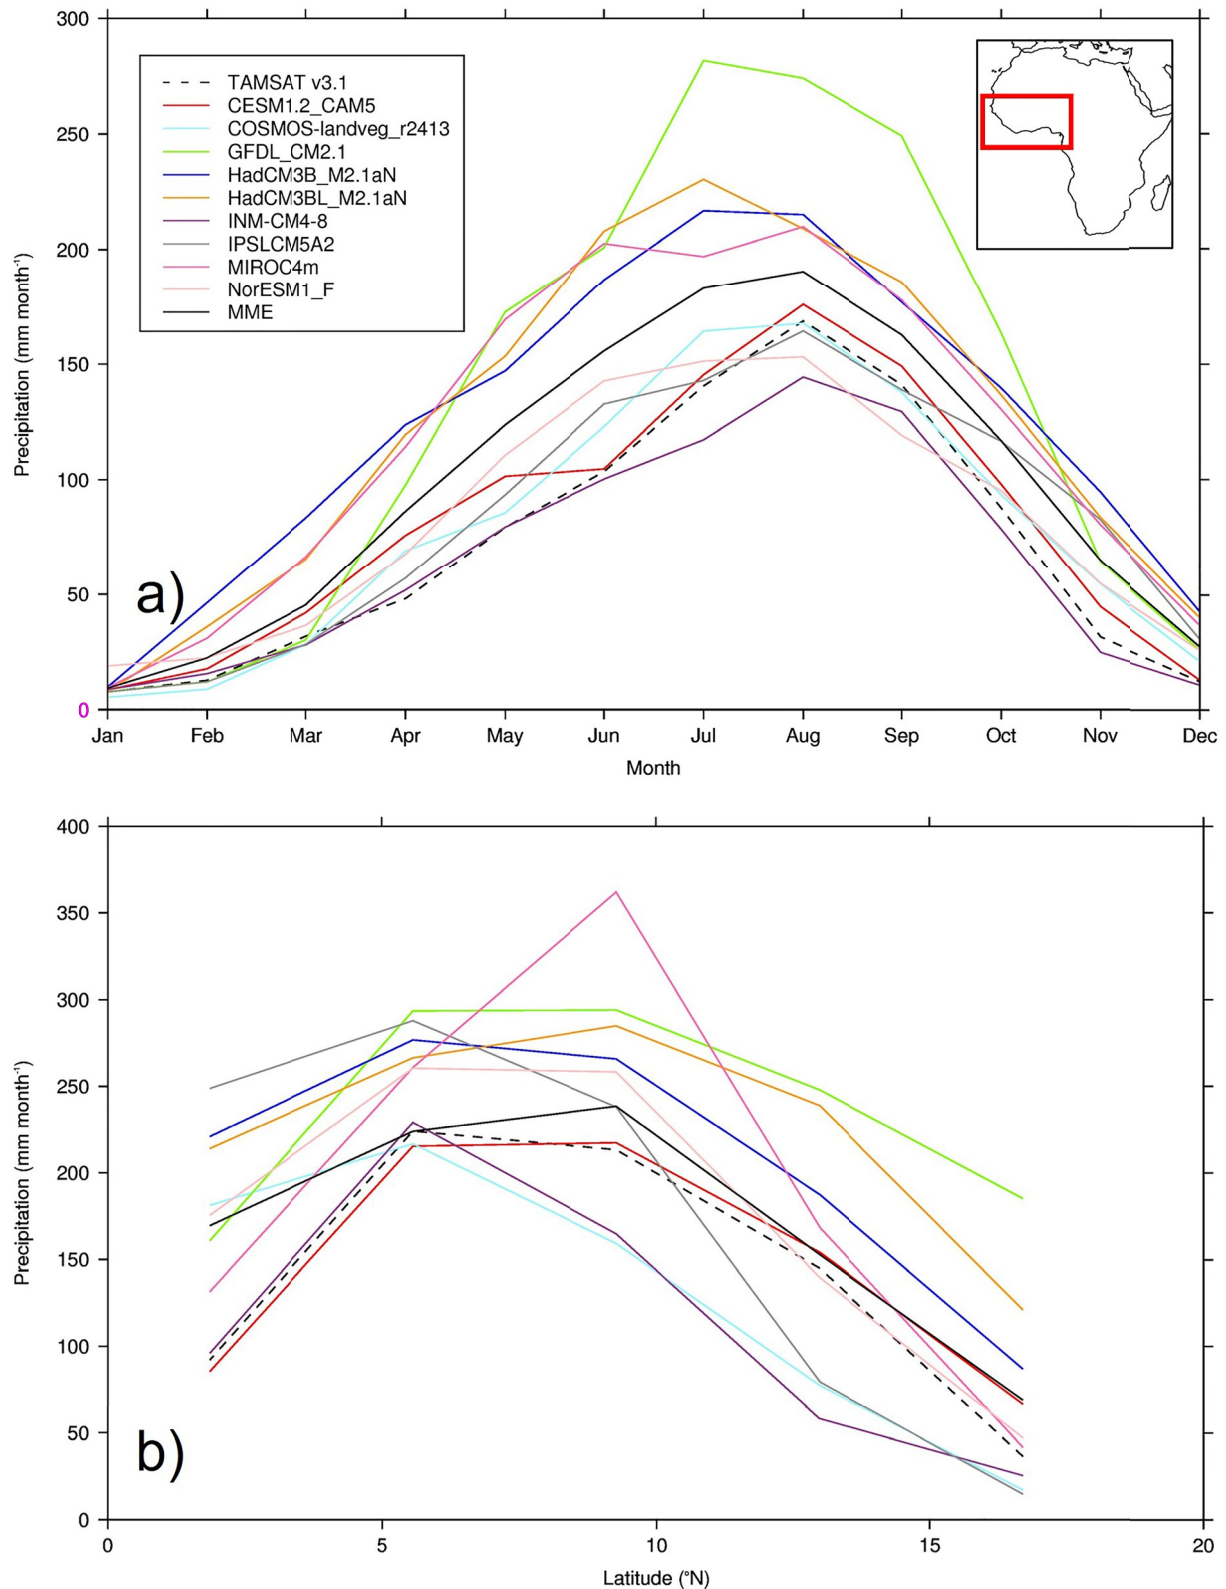 300
250
200
150
100
50
0
Precipitation (mm month⁻¹)
TAMSAT v3.1
CESM1.2_CAM5
COSMOS-landveg_r2413
GFDL_CM2.1
HadCM3B_M2.1aN
HadCM3BL_M2.1aN
INM-CM4-8
IPSLCM5A2
MIROC4m
NorESM1_F
MME
a)
Jan Feb Mar Apr May Jun Jul Aug Sep Oct Nov Dec
Month
400
350
300
250
200
150
100
50
0
Precipitation (mm month⁻¹)
b)
0 5 10 15 20
Latitude (°N)